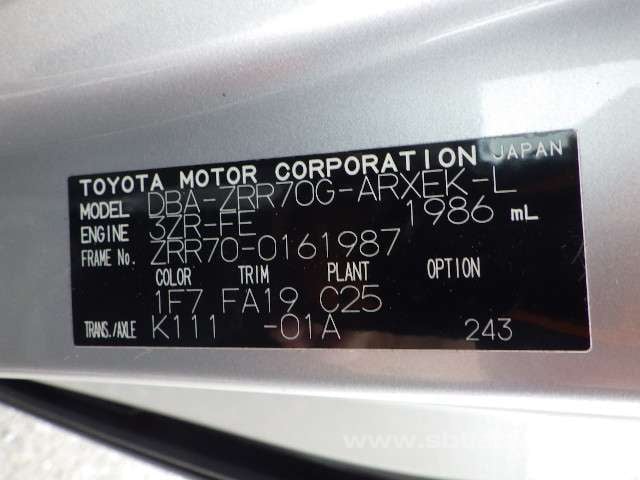 TOYOTA MOTOR CORPORATION JAPAN
MODEL DBA-ZRR70G-ARXEK-L
ENGINE 3ZR-FE 1986 mL
FRAME No. ZRR70-0161987
COLOR TRIM PLANT OPTION
1F7 FA19 C25
TRANS./AXLE K111 -01A 243